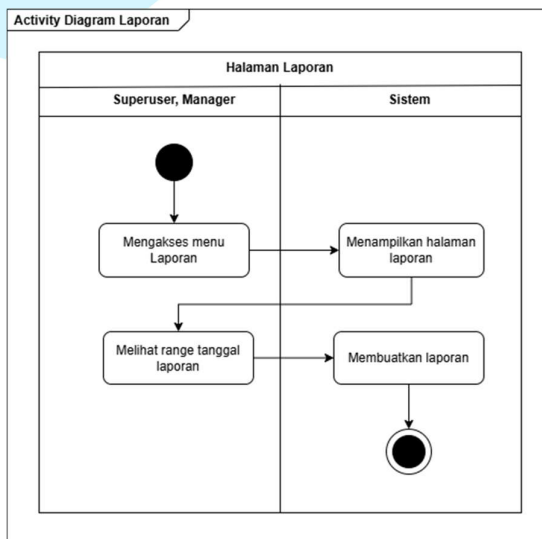 Activity Diagram Laporan
Halaman Laporan
Superuser, Manager
Sistem
Mengakses menu
Laporan
Menampilkan halaman
laporan
Melihat range tanggal
laporan
Membuatkan laporan